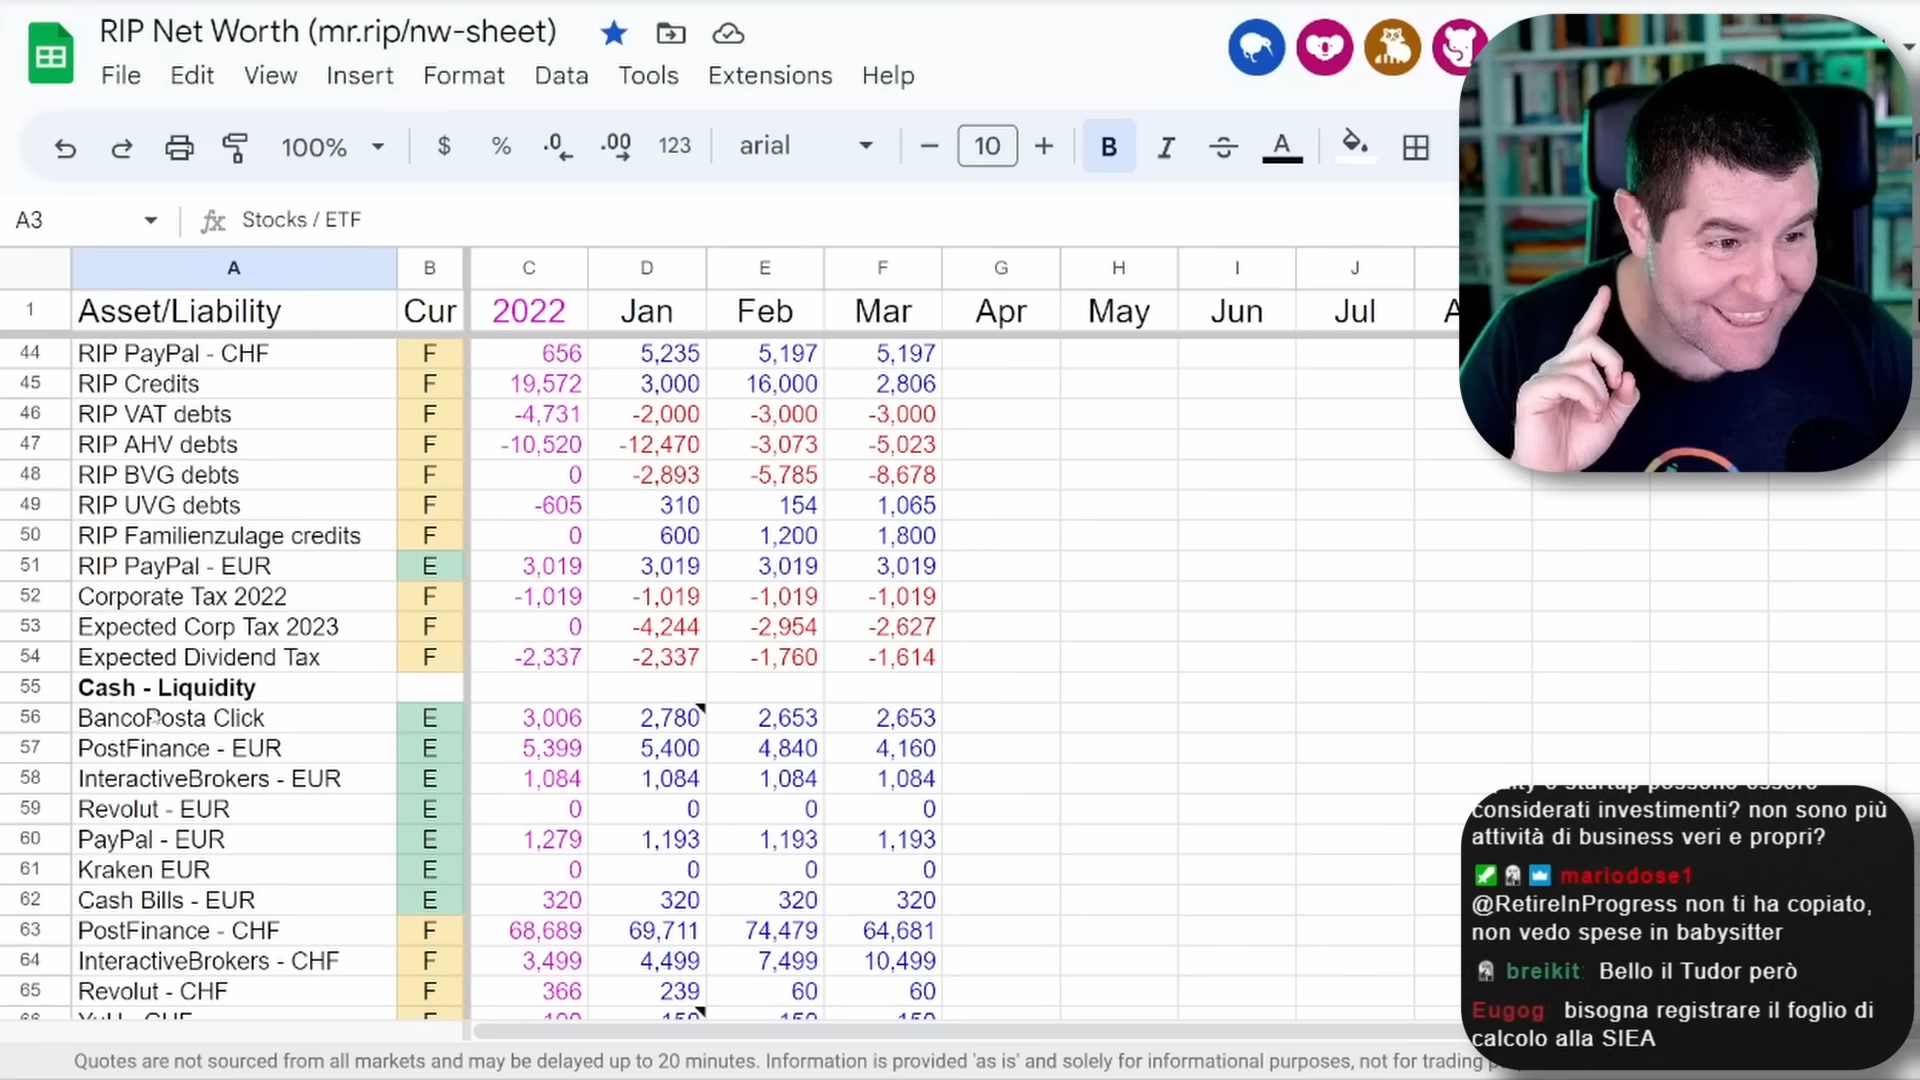 RIP Net Worth (mr.rip/nw-sheet)
File Edit View Insert Format Data Tools Extensions Help
100% $ % .0 .00 123 arial 10 B I A
A3 fx Stocks / ETF
A B C D E F G H I J
1 Asset/Liability Cur 2022 Jan Feb Mar Apr May Jun Jul A
44 RIP PayPal - CHF F 656 5,235 5,197 5,197
45 RIP Credits F 19,572 3,000 16,000 2,806
46 RIP VAT debts F -4,731 -2,000 -3,000 -3,000
47 RIP AHV debts F -10,520 -12,470 -3,073 -5,023
48 RIP BVG debts F 0 -2,893 -5,785 -8,678
49 RIP UVG debts F -605 310 154 1,065
50 RIP Familienzulage credits F 0 600 1,200 1,800
51 RIP PayPal - EUR E 3,019 3,019 3,019 3,019
52 Corporate Tax 2022 F -1,019 -1,019 -1,019 -1,019
53 Expected Corp Tax 2023 F 0 -4,244 -2,954 -2,627
54 Expected Dividend Tax F -2,337 -2,337 -1,760 -1,614
55 Cash - Liquidity
56 BancoPosta Click E 3,006 2,780 2,653 2,653
57 PostFinance - EUR E 5,399 5,400 4,840 4,160
58 InteractiveBrokers - EUR E 1,084 1,084 1,084 1,084
59 Revolut - EUR E 0 0 0 0
60 PayPal - EUR E 1,279 1,193 1,193 1,193
61 Kraken EUR E 0 0 0 0
62 Cash Bills - EUR E 320 320 320 320
63 PostFinance - CHF F 68,689 69,711 74,479 64,681
64 InteractiveBrokers - CHF F 3,499 4,499 7,499 10,499
65 Revolut - CHF F 366 239 60 60
Quotes are not sourced from all markets and may be delayed up to 20 minutes. Information is provided 'as is' and solely for informational purposes, not for trading
considerati investimenti? non sono più
attività di business veri e propri?
mariodose1
@RetireInProgress non ti ha copiato,
non vedo spese in babysitter
breikit: Bello il Tudor però
Eugog: bisogna registrare il foglio di
calcolo alla SIEA